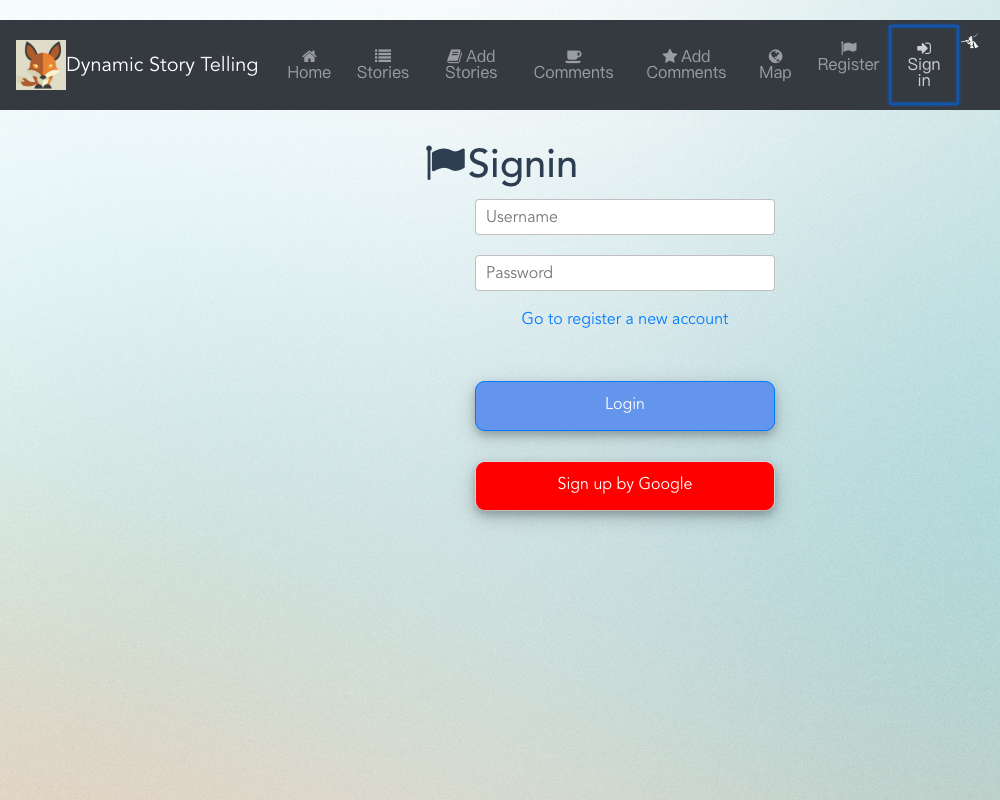 Dynamic Story Telling
Home
Stories
Add
Stories
Comments
Add
Comments
Map
Register
Sign
in
Signin
Username
Password
Go to register a new account
Login
Sign up by Google